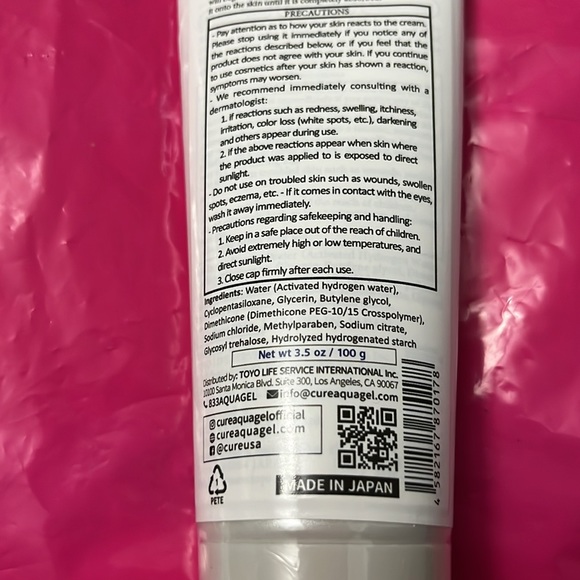 it onto the skin until it is completely
PRECAUTIONS
- Pay attention as to how your skin reacts to the cream.
Please stop using it immediately if you notice any of
the reactions described below, or if you feel that the
product does not agree with your skin. If you continue
to use cosmetics after your skin has shown a reaction,
symptoms may worsen.
- We recommend immediately consulting with a
dermatologist:
1. If reactions such as redness, swelling, itchiness,
irritation, color loss (white spots, etc.), darkening
and others appear during use.
2. If the above reactions appear when skin where
the product was applied to is exposed to direct
sunlight.
- Do not use on troubled skin such as wounds, swollen
spots, eczema, etc. - If it comes in contact with the eyes,
wash it away immediately.
- Precautions regarding safekeeping and handling:
1. Keep in a safe place out of the reach of children.
2. Avoid extremely high or low temperatures, and
direct sunlight.
3. Close cap firmly after each use.
Ingredients: Water (Activated hydrogen water),
Cyclopentasiloxane, Glycerin, Butylene glycol,
Dimethicone (Dimethicone PEG-10/15 Crosspolymer),
Sodium chloride, Methylparaben, Sodium citrate,
Glycosyl trehalose, Hydrolyzed hydrogenated starch
Net wt 3.5 oz / 100 g
Distributed by: TOYO LIFE SERVICE INTERNATIONAL Inc.
10100 Santa Monica Blvd. Suite 300, Los Angeles, CA 90067
833AQUAGEL info@cureaquagel.com
cureaquagelofficial
cureaquagel.com
@cureusa
1
PETE
MADE IN JAPAN
4 582167 870178